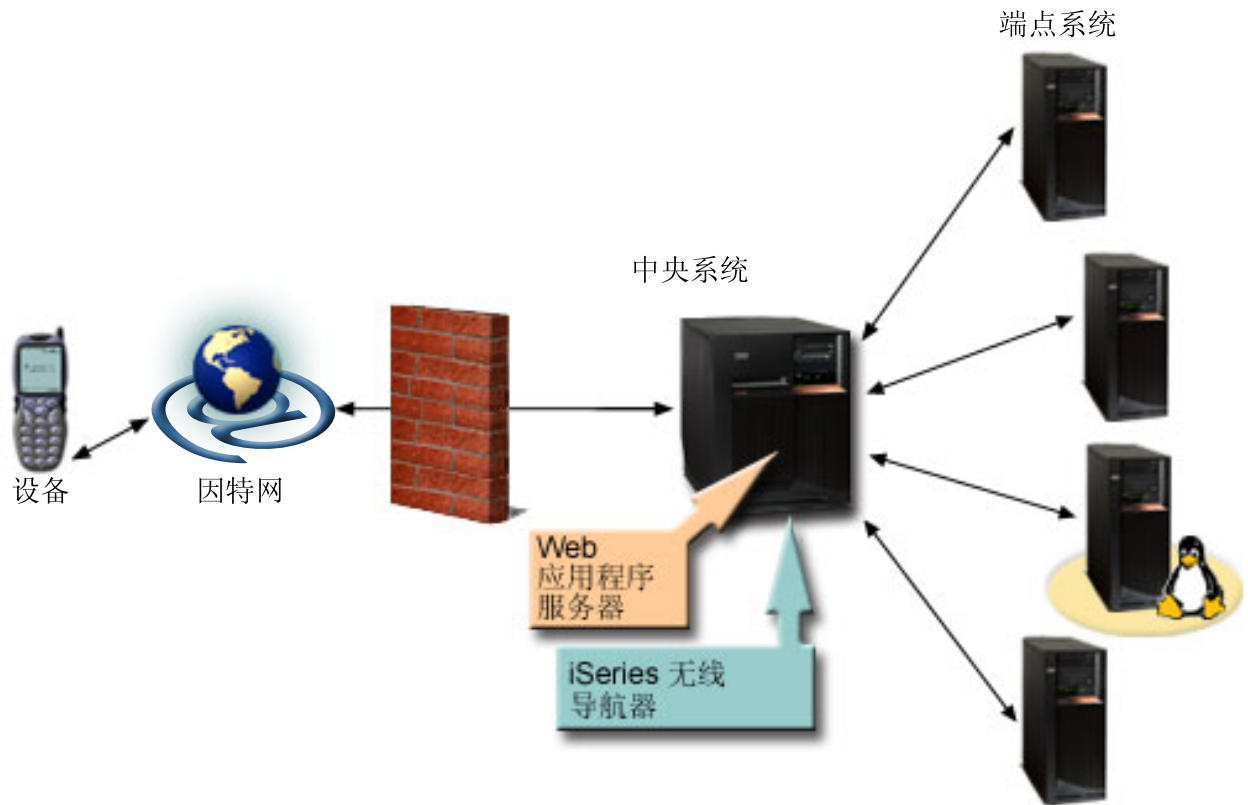 端点系统
中央系统
设备
因特网
Web
应用程序
服务器
iSeries 无线
导航器